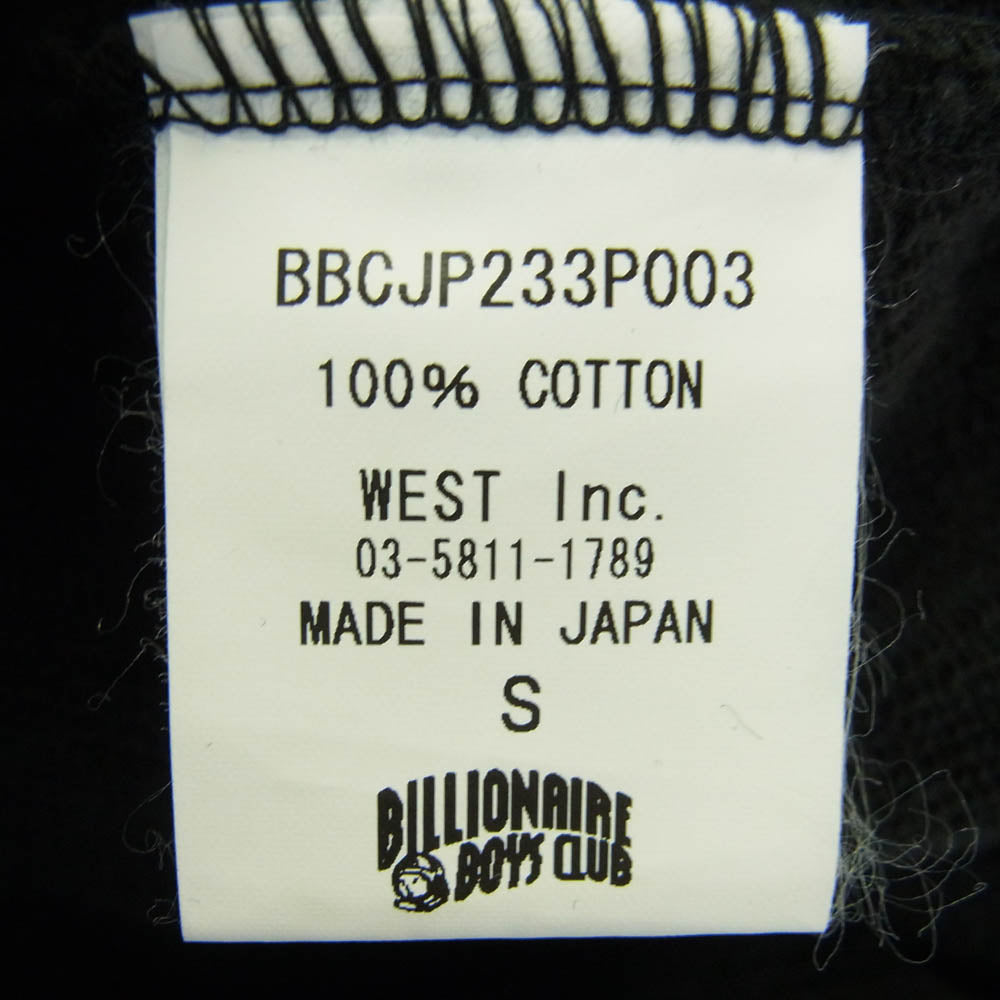 BBCJP233P003
100% COTTON
WEST Inc.
03-5811-1789
MADE IN JAPAN
S
BILLIONAIRE
BOYS CLUB